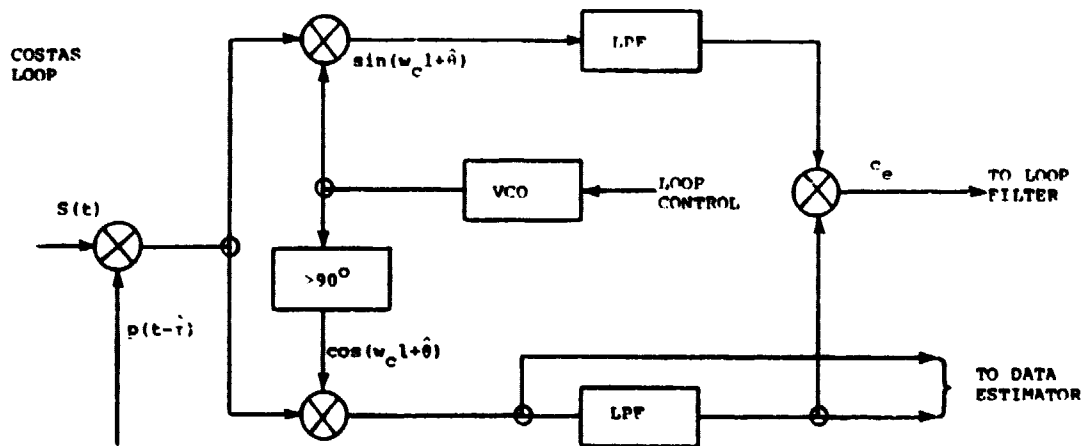 COSTAS
LOOP
LPF
sin(w_c t+θ̂)
c_e
TO LOOP
FILTER
VCO
LOOP
CONTROL
S(t)
>90°
p(t-τ̂)
cos(w_c t+θ̂)
LPF
TO DATA
ESTIMATOR